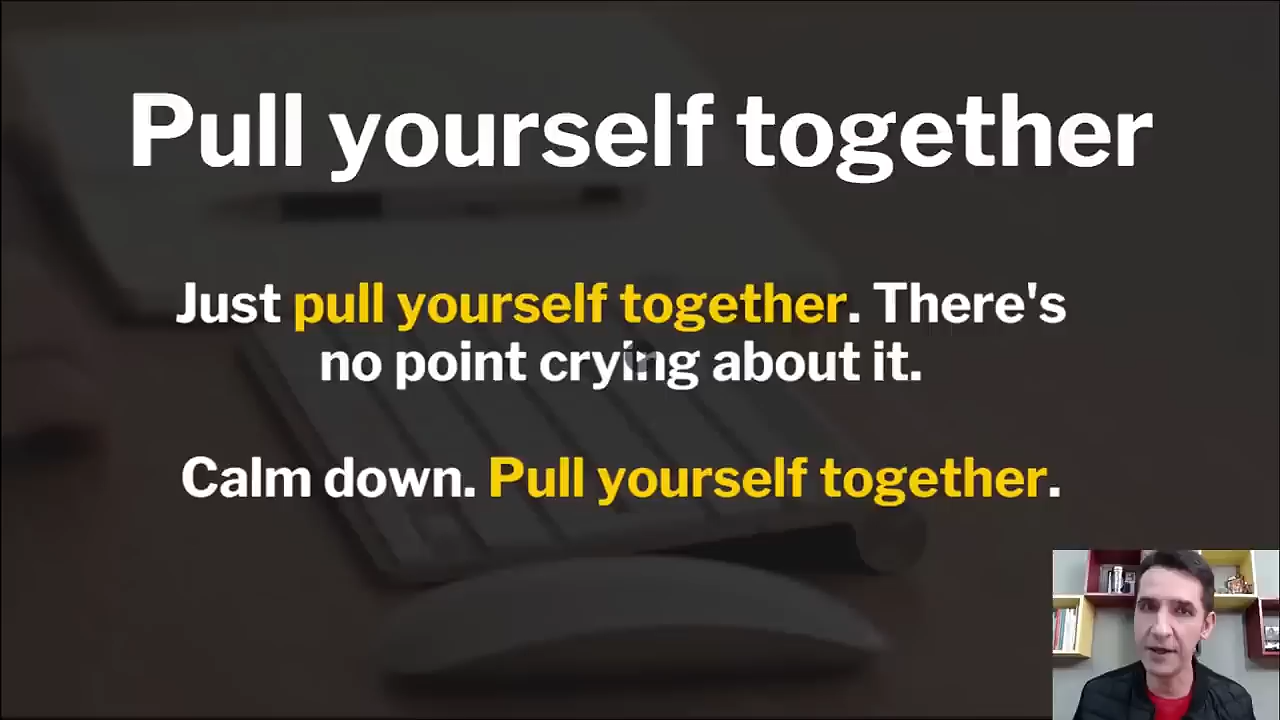 Pull yourself together
Just pull yourself together. There's
no point crying about it.
Calm down. Pull yourself together.